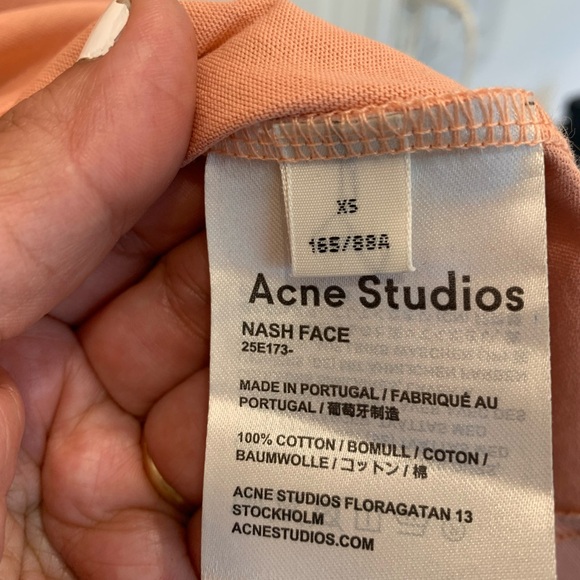 XS
165/88A
Acne Studios
NASH FACE
25E173-
MADE IN PORTUGAL / FABRIQUÉ AU
PORTUGAL / 葡萄牙制造
100% COTTON / BOMULL / COTON /
BAUMWOLLE / コットン / 棉
ACNE STUDIOS FLORAGATAN 13
STOCKHOLM
ACNESTUDIOS.COM